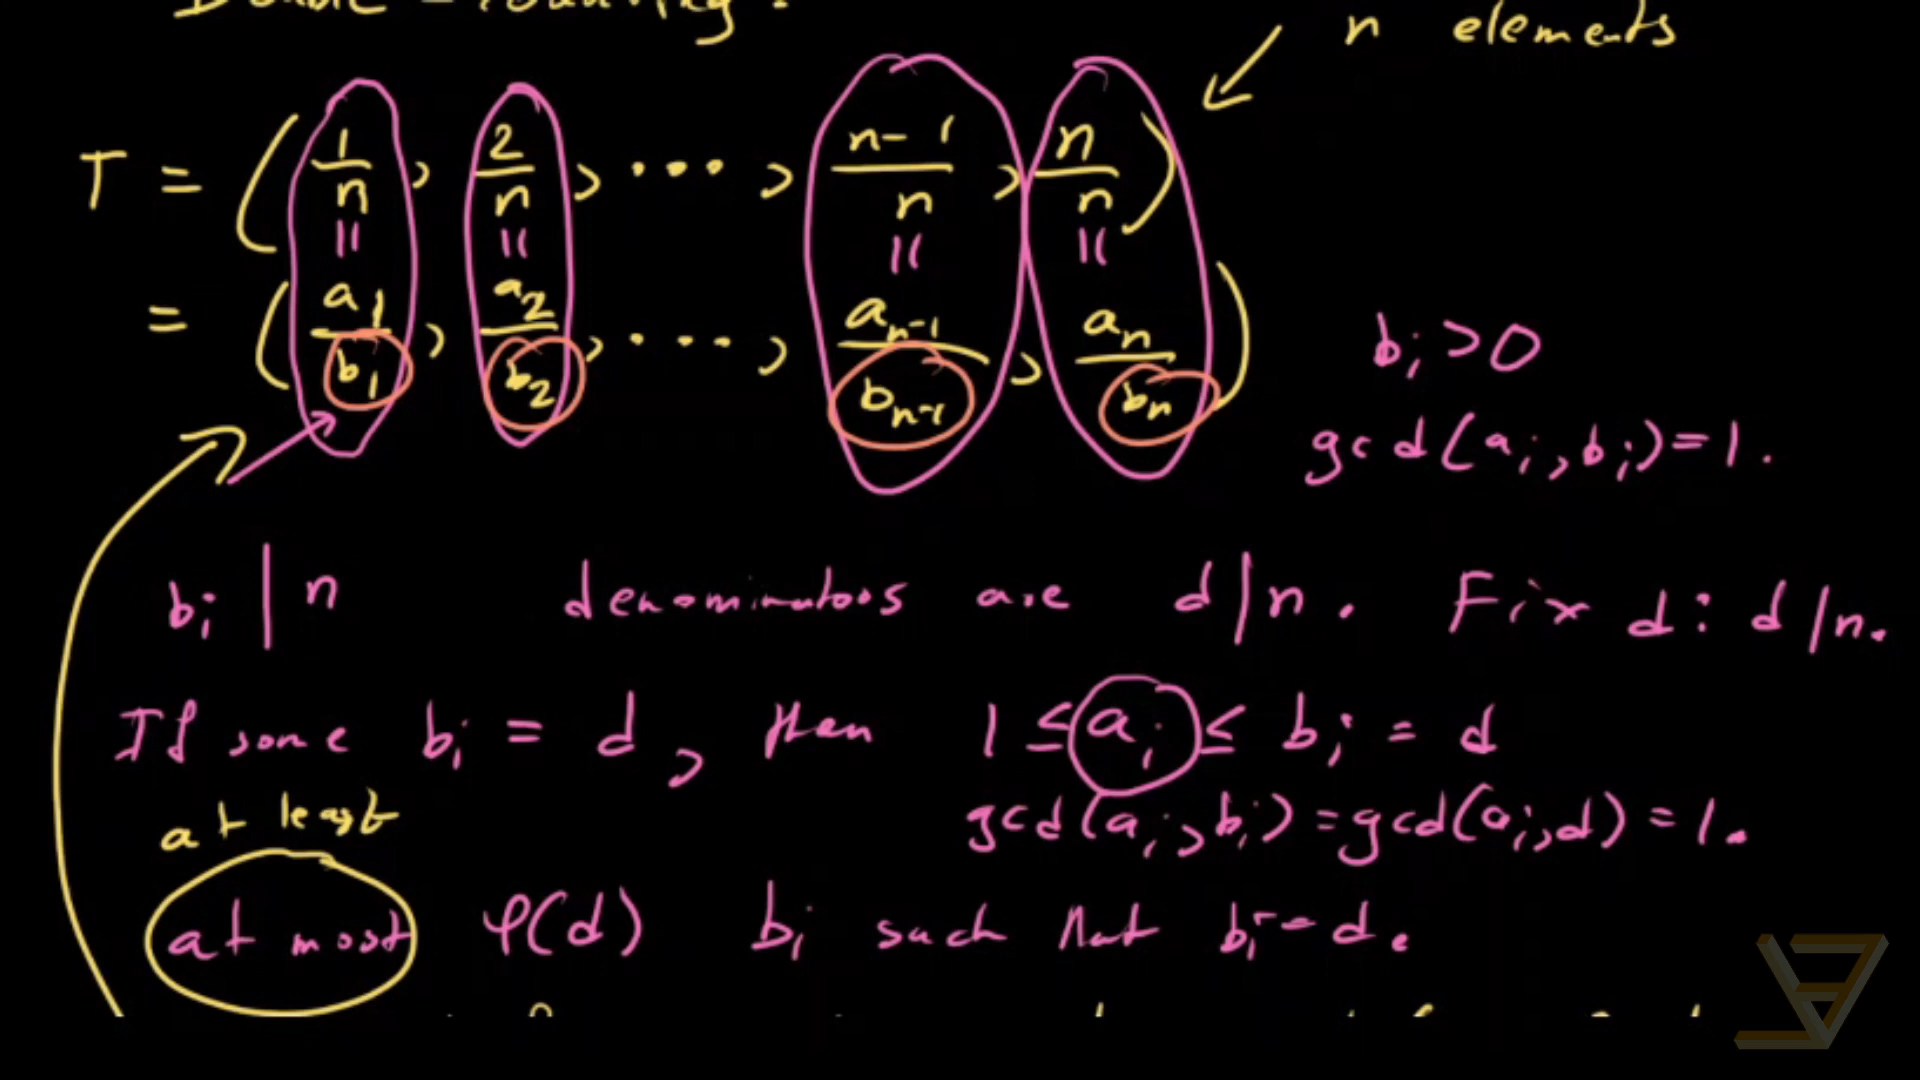 Double-counting:
n elements
T = (1/n, 2/n, ..., n-1/n, n/n)
= (a₁/b₁, a₂/b₂, ..., aₙ₋₁/bₙ₋₁, aₙ/bₙ)
bᵢ > 0
gcd(aᵢ, bᵢ) = 1.
bᵢ | n denominators are d | n. Fix d : d | n.
If some bᵢ = d, then 1 ≤ aᵢ ≤ bᵢ = d
at least gcd(aᵢ, bᵢ) = gcd(aᵢ, d) = 1.
at most φ(d) bᵢ such that bᵢ = d.